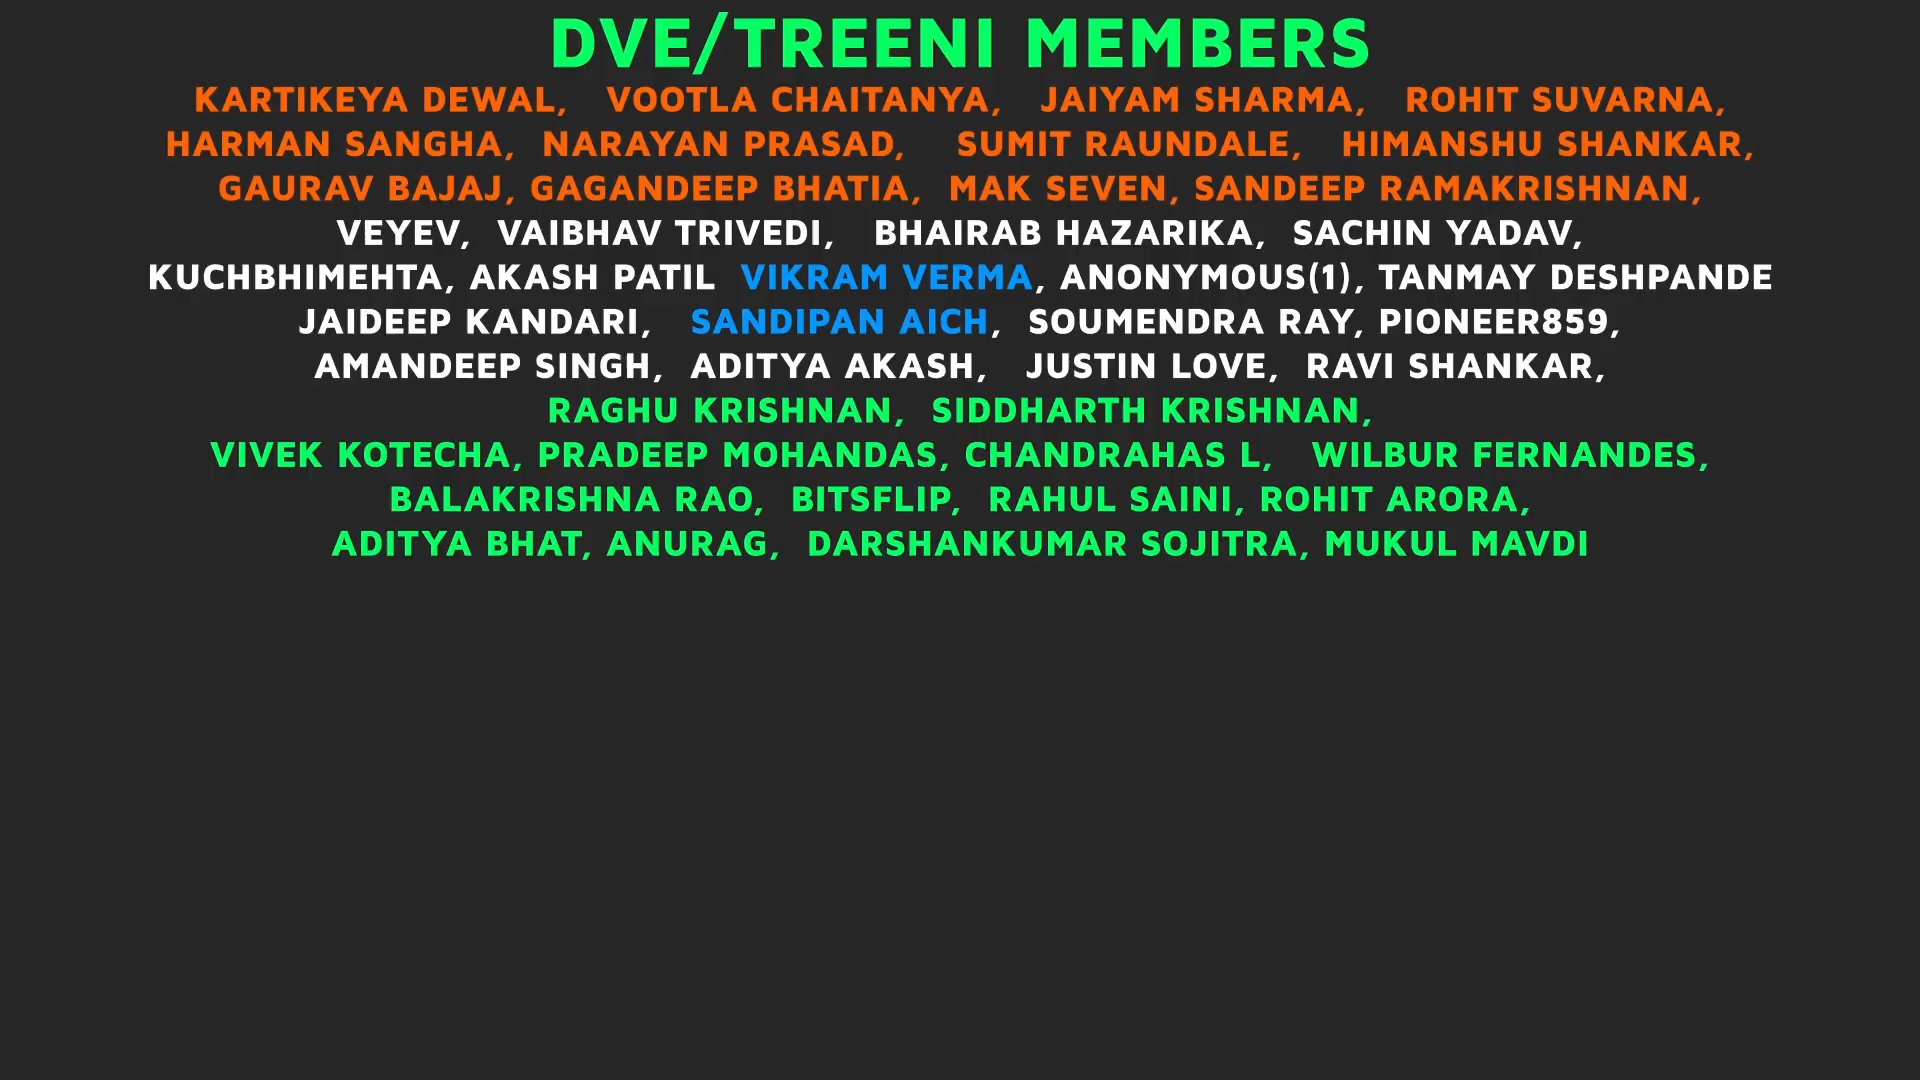 DVE/TREENI MEMBERS
KARTIKEYA DEWAL, VOOTLA CHAITANYA, JAIYAM SHARMA, ROHIT SUVARNA,
HARMAN SANGHA, NARAYAN PRASAD, SUMIT RAUNDALE, HIMANSHU SHANKAR,
GAURAV BAJAJ, GAGANDEEP BHATIA, MAK SEVEN, SANDEEP RAMAKRISHNAN,
VEYEV, VAIBHAV TRIVEDI, BHAIRAB HAZARIKA, SACHIN YADAV,
KUCHBHIMEHTA, AKASH PATIL VIKRAM VERMA, ANONYMOUS(1), TANMAY DESHPANDE
JAIDEEP KANDARI, SANDIPAN AICH, SOUMENDRA RAY, PIONEER859,
AMANDEEP SINGH, ADITYA AKASH, JUSTIN LOVE, RAVI SHANKAR,
RAGHU KRISHNAN, SIDDHARTH KRISHNAN,
VIVEK KOTECHA, PRADEEP MOHANDAS, CHANDRAHAS L, WILBUR FERNANDES,
BALAKRISHNA RAO, BITSFLIP, RAHUL SAINI, ROHIT ARORA,
ADITYA BHAT, ANURAG, DARSHANKUMAR SOJITRA, MUKUL MAVDI